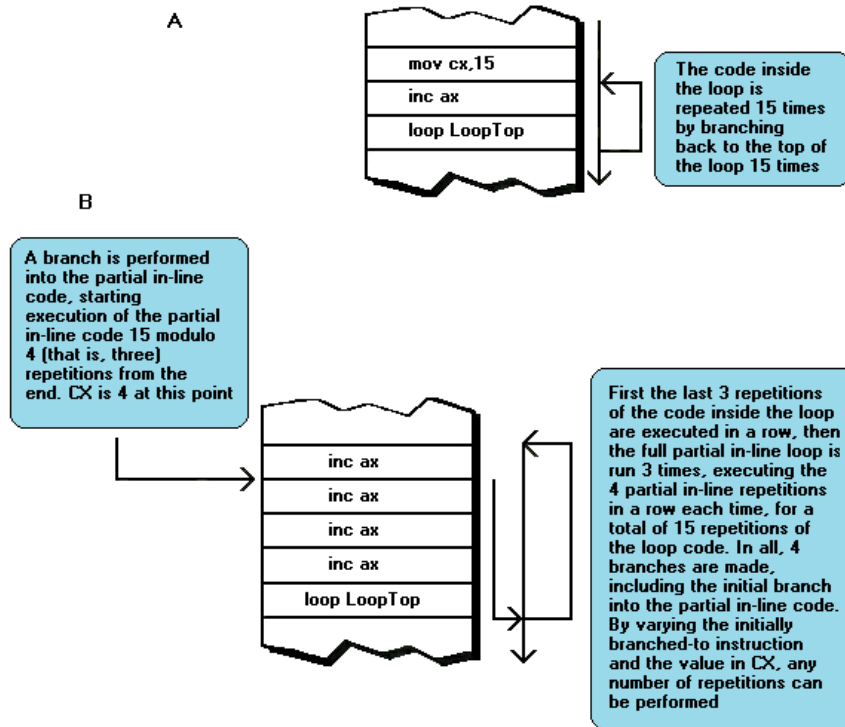 A
mov cx,15
inc ax
loop LoopTop
The code inside
the loop is
repeated 15 times
by branching
back to the top of
the loop 15 times
B
A branch is performed
into the partial in-line
code, starting
execution of the partial
in-line code 15 modulo
4 (that is, three)
repetitions from the
end. CX is 4 at this point
inc ax
inc ax
inc ax
inc ax
loop LoopTop
First the last 3 repetitions
of the code inside the loop
are executed in a row, then
the full partial in-line loop is
run 3 times, executing the
4 partial in-line repetitions
in a row each time, for a
total of 15 repetitions of
the loop code. In all, 4
branches are made,
including the initial branch
into the partial in-line code.
By varying the initially
branched-to instruction
and the value in CX, any
number of repetitions can
be performed